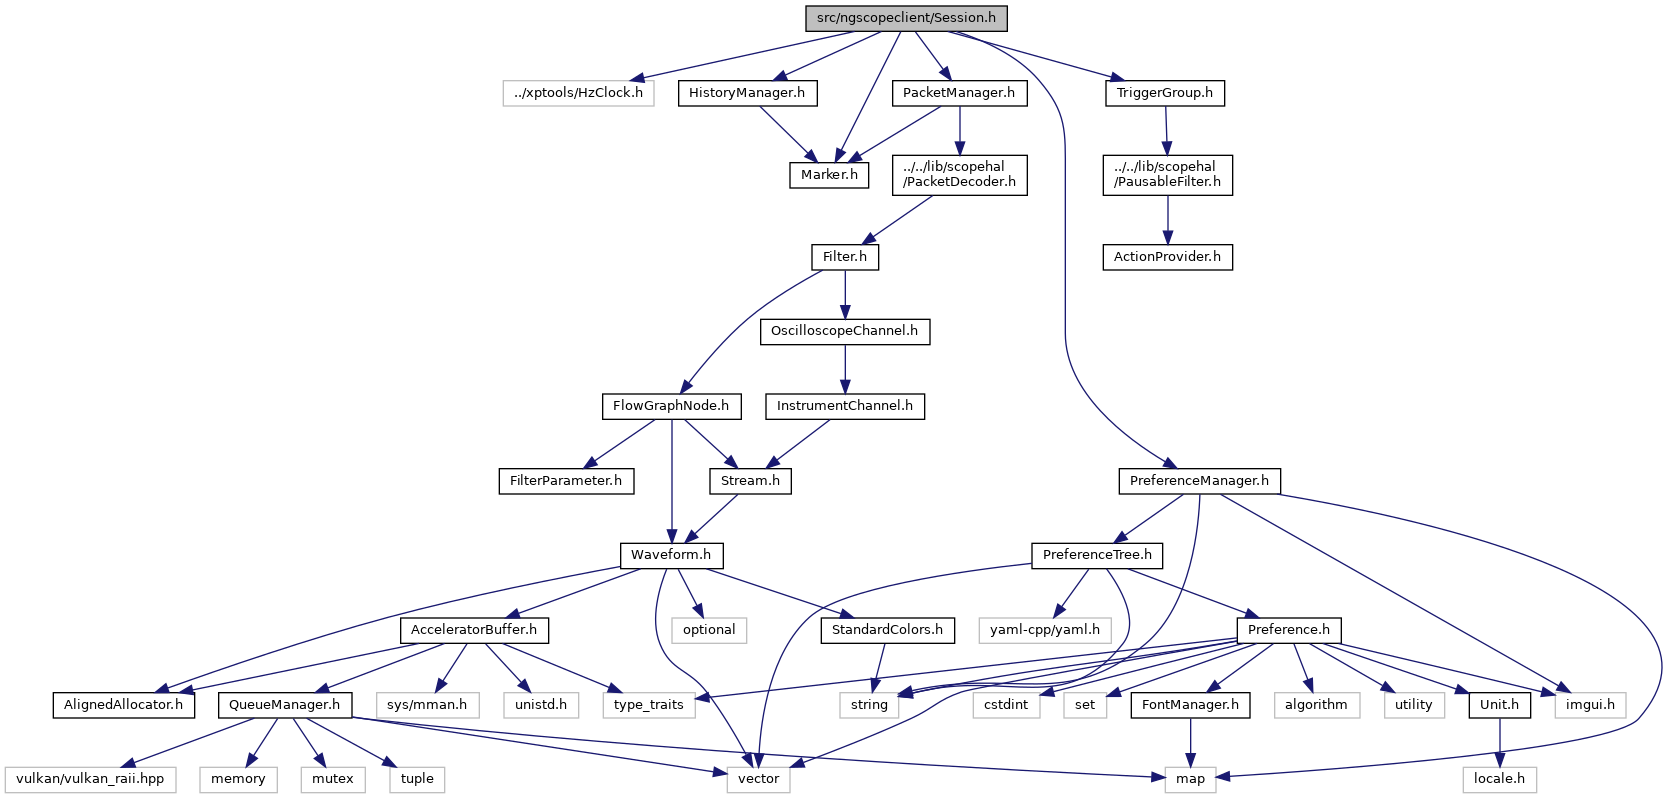 src/ngscopeclient/Session.h
../xptools/HzClock.h
HistoryManager.h
PacketManager.h
TriggerGroup.h
Marker.h
../../lib/scopehal
/PacketDecoder.h
../../lib/scopehal
/PausableFilter.h
Filter.h
ActionProvider.h
OscilloscopeChannel.h
FlowGraphNode.h
InstrumentChannel.h
FilterParameter.h
Stream.h
PreferenceManager.h
Waveform.h
PreferenceTree.h
AcceleratorBuffer.h
optional
StandardColors.h
yaml-cpp/yaml.h
Preference.h
AlignedAllocator.h
QueueManager.h
sys/mman.h
unistd.h
type_traits
string
cstdint
set
FontManager.h
algorithm
utility
Unit.h
imgui.h
vulkan/vulkan_raii.hpp
memory
mutex
tuple
vector
map
locale.h